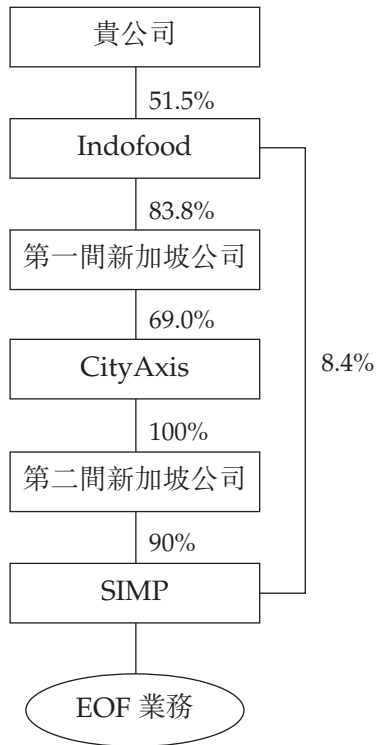 貴公司
51.5%
Indofood
83.8%
第一間新加坡公司
69.0%
CityAxis
8.4%
100%
第二間新加坡公司
90%
SIMP
EOF 業務